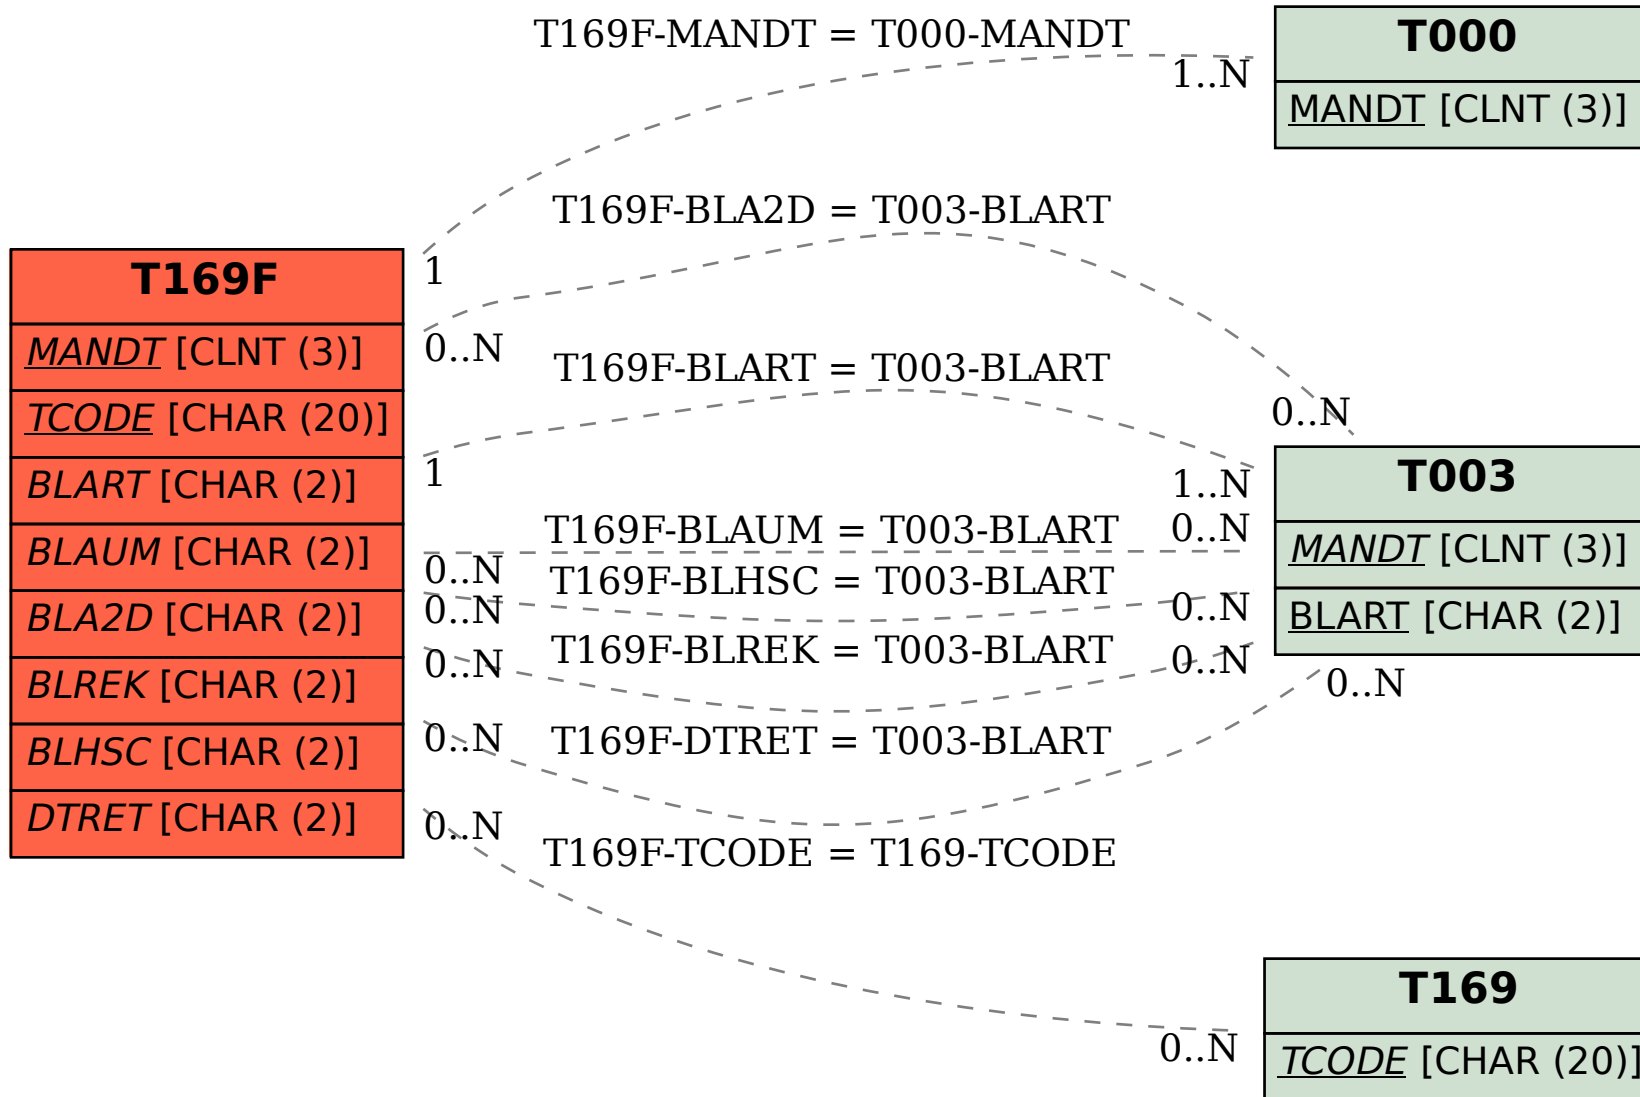 T169F-MANDT = T000-MANDT
1..N
T000
MANDT [CLNT (3)]
T169F-BLA2D = T003-BLART
T169F
1
MANDT [CLNT (3)]
0..N
TCODE [CHAR (20)]
BLART [CHAR (2)]
BLAUM [CHAR (2)]
BLA2D [CHAR (2)]
BLREK [CHAR (2)]
BLHSC [CHAR (2)]
DTRET [CHAR (2)]
T169F-BLART = T003-BLART
0..N
1
1..N
T003
MANDT [CLNT (3)]
BLART [CHAR (2)]
T169F-BLAUM = T003-BLART
0..N
0..N
T169F-BLHSC = T003-BLART
0..N
0..N
T169F-BLREK = T003-BLART
0..N
0..N
0..N
T169F-DTRET = T003-BLART
0..N
0..N
T169F-TCODE = T169-TCODE
0..N
T169
TCODE [CHAR (20)]